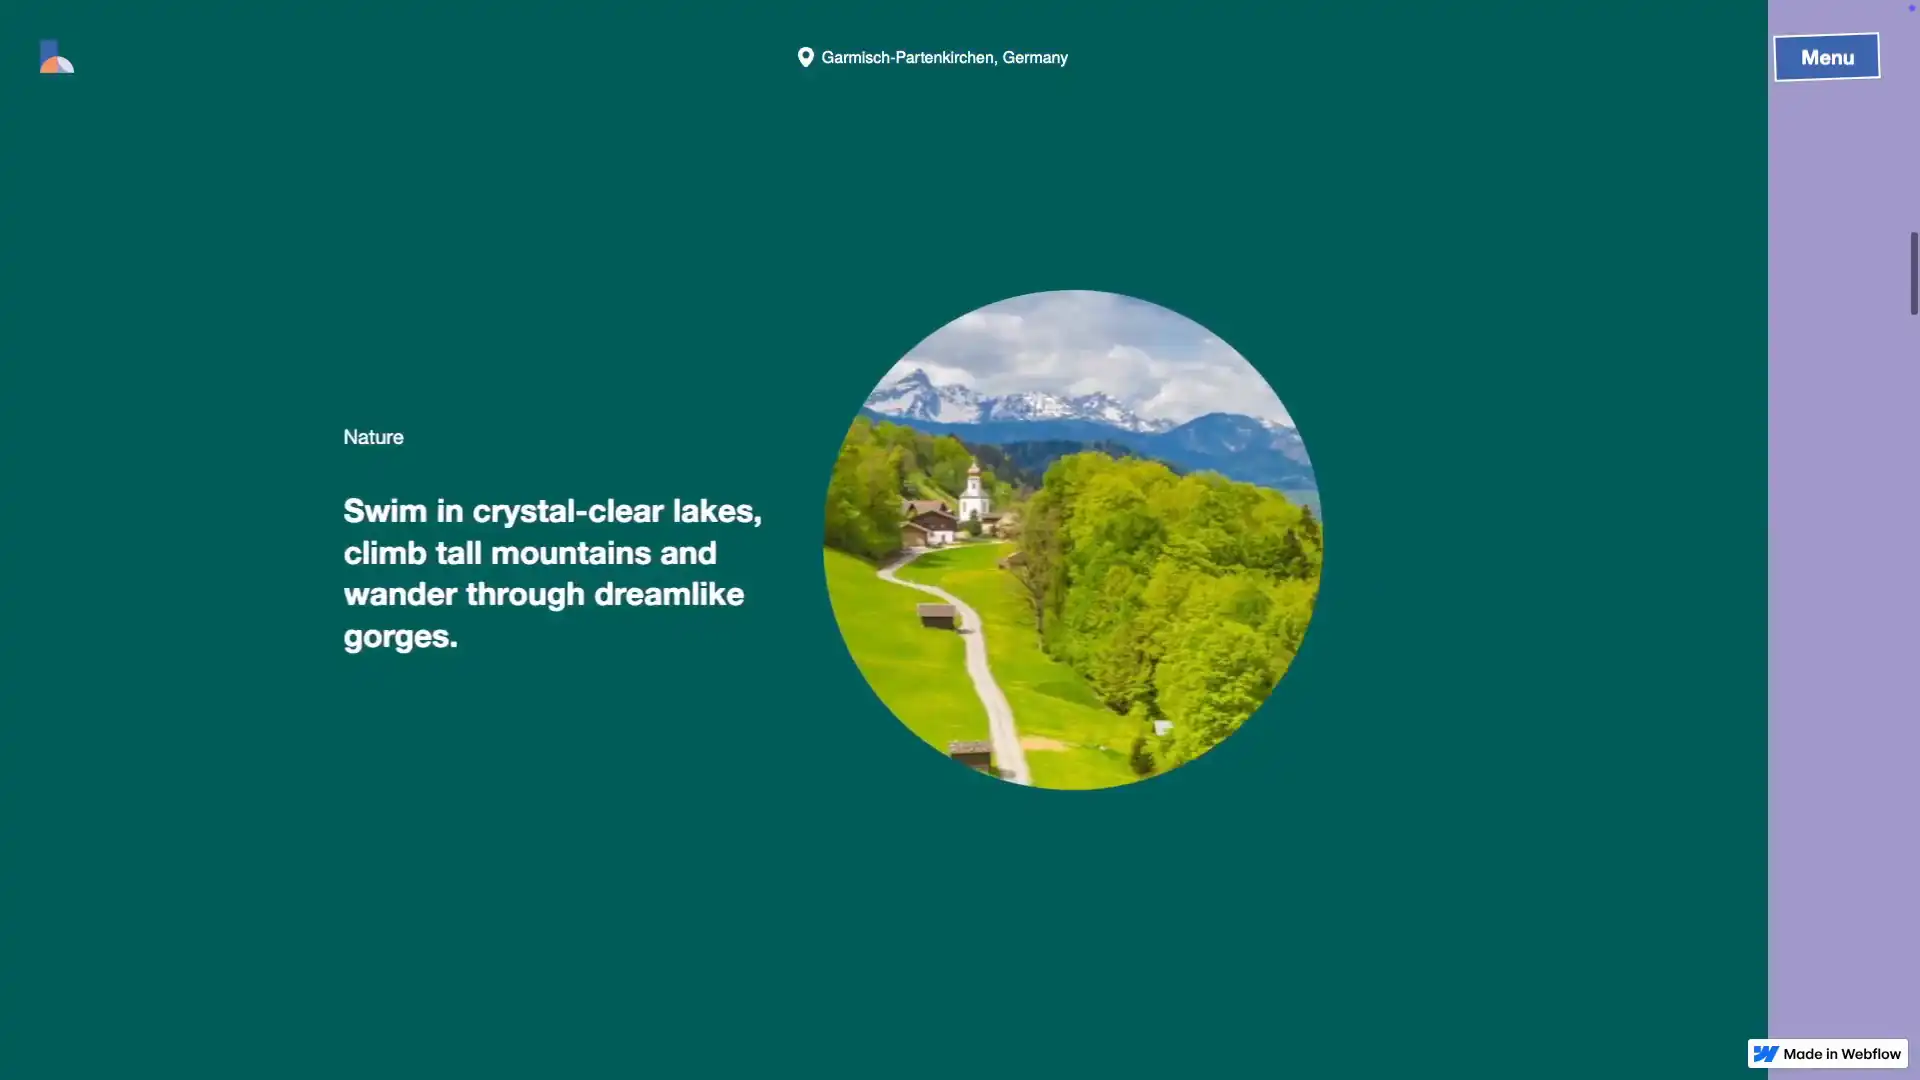 Garmisch-Partenkirchen, Germany
Menu
Nature
Swim in crystal-clear lakes,
climb tall mountains and
wander through dreamlike
gorges.
Made in Webflow